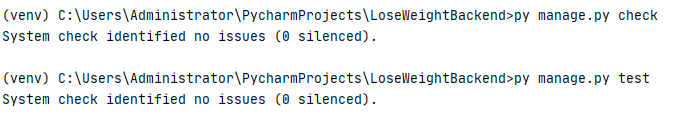 (venv) C:\Users\Administrator\PycharmProjects\LoseWeightBackend>py manage.py check
System check identified no issues (0 silenced).
(venv) C:\Users\Administrator\PycharmProjects\LoseWeightBackend>py manage.py test
System check identified no issues (0 silenced).